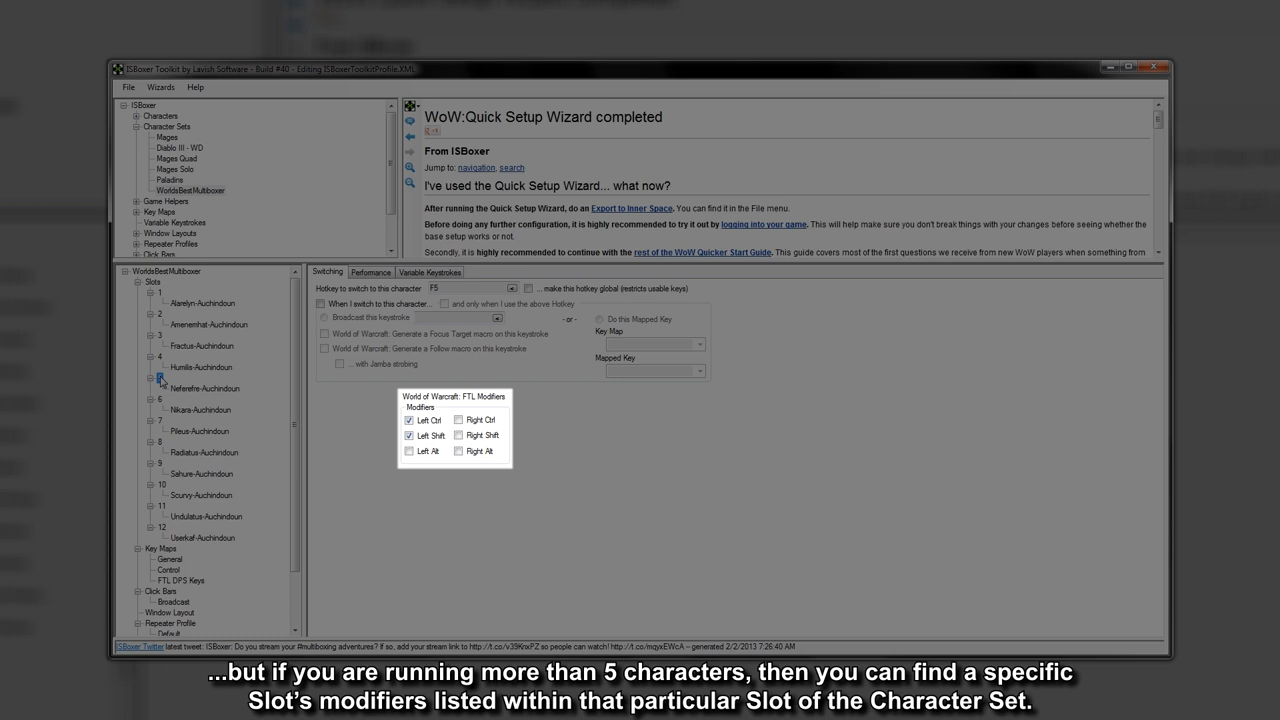 ISBoxer Toolkit by Lavish Software - Build #40 - Editing ISBoxerToolkitProfile.XML
File Wizards Help
ISBoxer
Characters
Character Sets
Mages
Diablo III - WD
Mages Quad
Mages Solo
Paladins
WorldsBestMultiboxer
Game Helpers
Key Maps
Variable Keystrokes
Window Layouts
Repeater Profiles
Click Bars
WoW:Quick Setup Wizard completed
+1
From ISBoxer
Jump to: navigation, search
I've used the Quick Setup Wizard... what now?
After running the Quick Setup Wizard, do an Export to Inner Space. You can find it in the File menu.
Before doing any further configuration, it is highly recommended to try it out by logging into your game. This will help make sure you don't break things with your changes before seeing whether the
base setup works or not.
Secondly, it is highly recommended to continue with the rest of the WoW Quicker Start Guide. This guide covers most of the first questions we receive from new WoW players when starting from
WorldsBestMultiboxer
Slots
1
Alarelyn-Auchindoun
2
Amenemhat-Auchindoun
3
Fractus-Auchindoun
4
Humilis-Auchindoun
Neferefre-Auchindoun
6
Nikara-Auchindoun
7
Pileus-Auchindoun
8
Radiatus-Auchindoun
9
Sahure-Auchindoun
10
Scurvy-Auchindoun
11
Undulatus-Auchindoun
12
Userkaf-Auchindoun
Key Maps
General
Control
FTL DPS Keys
Click Bars
Broadcast
Window Layout
Repeater Profile
Default
Switching Performance Variable Keystrokes
Hotkey to switch to this character F5 ... make this hotkey global (restricts usable keys)
When I switch to this character... and only when I use the above Hotkey
Broadcast this keystroke - or - Do this Mapped Key
World of Warcraft: Generate a Focus Target macro on this keystroke Key Map
World of Warcraft: Generate a Follow macro on this keystroke
Mapped Key
... with Jamba strobing
World of Warcraft: FTL Modifiers
Modifiers
Left Ctrl Right Ctrl
Left Shift Right Shift
Left Alt Right Alt
ISBoxer Twitter latest tweet: ISBoxer: Do you stream your #multiboxing adventures? If so, add your stream link to http://t.co/v39KnxPZ so people can watch! http://t.co/mqyxEWcA -- generated 2/2/2013 7:26:40 AM
...but if you are running more than 5 characters, then you can find a specific
Slot's modifiers listed within that particular Slot of the Character Set.